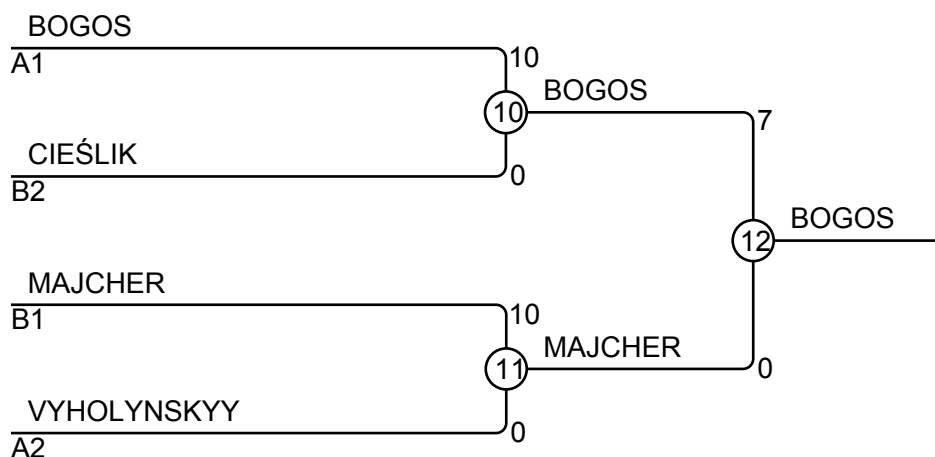 BOGOS
A1
10
10
BOGOS
7
CIEŚLIK
B2
0
12
BOGOS
MAJCHER
B1
10
11
MAJCHER
0
VYHOLYNSKYY
A2
0